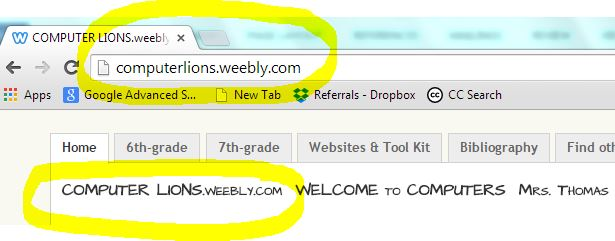 COMPUTER LIONS.weebly
computerlions.weebly.com
Apps Google Advanced S... New Tab Referrals - Dropbox CC Search
Home 6th-grade 7th-grade Websites & Tool Kit Bibliography Find oth
COMPUTER LIONS.WEEBLY.COM WELCOME TO COMPUTERS MRS. THOMAS